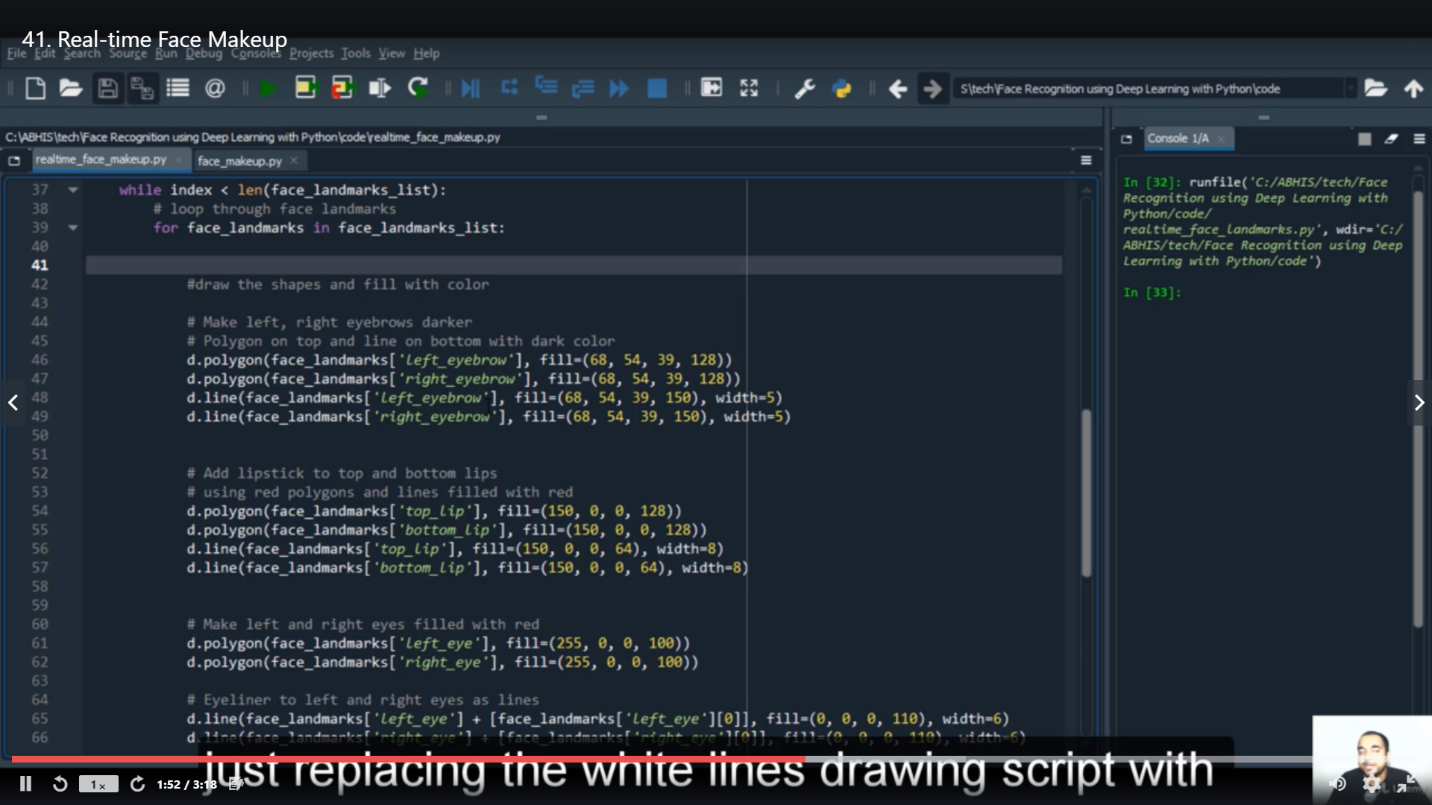 41. Real-time Face Makeup
File Edit Search Source Run Debug Consoles Projects Tools View Help
S\tech\Face Recognition using Deep Learning with Python\code
C:\ABHIS\tech\Face Recognition using Deep Learning with Python\code\realtime_face_makeup.py
realtime_face_makeup.py face_makeup.py
37 while index < len(face_landmarks_list):
38 # loop through face landmarks
39 for face_landmarks in face_landmarks_list:
40
41
42 #draw the shapes and fill with color
43
44 # Make left, right eyebrows darker
45 # Polygon on top and line on bottom with dark color
46 d.polygon(face_landmarks['left_eyebrow'], fill=(68, 54, 39, 128))
47 d.polygon(face_landmarks['right_eyebrow'], fill=(68, 54, 39, 128))
48 d.line(face_landmarks['left_eyebrow'], fill=(68, 54, 39, 150), width=5)
49 d.line(face_landmarks['right_eyebrow'], fill=(68, 54, 39, 150), width=5)
50
51
52 # Add lipstick to top and bottom lips
53 # using red polygons and lines filled with red
54 d.polygon(face_landmarks['top_lip'], fill=(150, 0, 0, 128))
55 d.polygon(face_landmarks['bottom_lip'], fill=(150, 0, 0, 128))
56 d.line(face_landmarks['top_lip'], fill=(150, 0, 0, 64), width=8)
57 d.line(face_landmarks['bottom_lip'], fill=(150, 0, 0, 64), width=8)
58
59
60 # Make left and right eyes filled with red
61 d.polygon(face_landmarks['left_eye'], fill=(255, 0, 0, 100))
62 d.polygon(face_landmarks['right_eye'], fill=(255, 0, 0, 100))
63
64 # Eyeliner to left and right eyes as lines
65 d.line(face_landmarks['left_eye'] + [face_landmarks['left_eye'][0]], fill=(0, 0, 0, 110), width=6)
66 d.line(face_landmarks['right_eye'] + [face_landmarks['right_eye'][0]], fill=(0, 0, 0, 110), width=6)
Console 1/A
In [32]: runfile('C:/ABHIS/tech/Face
Recognition using Deep Learning with
Python/code/
realtime_face_landmarks.py', wdir='C:/
ABHIS/tech/Face Recognition using Deep
Learning with Python/code')
In [33]:
just replacing the white lines drawing script with
1x 1:52 / 3:18